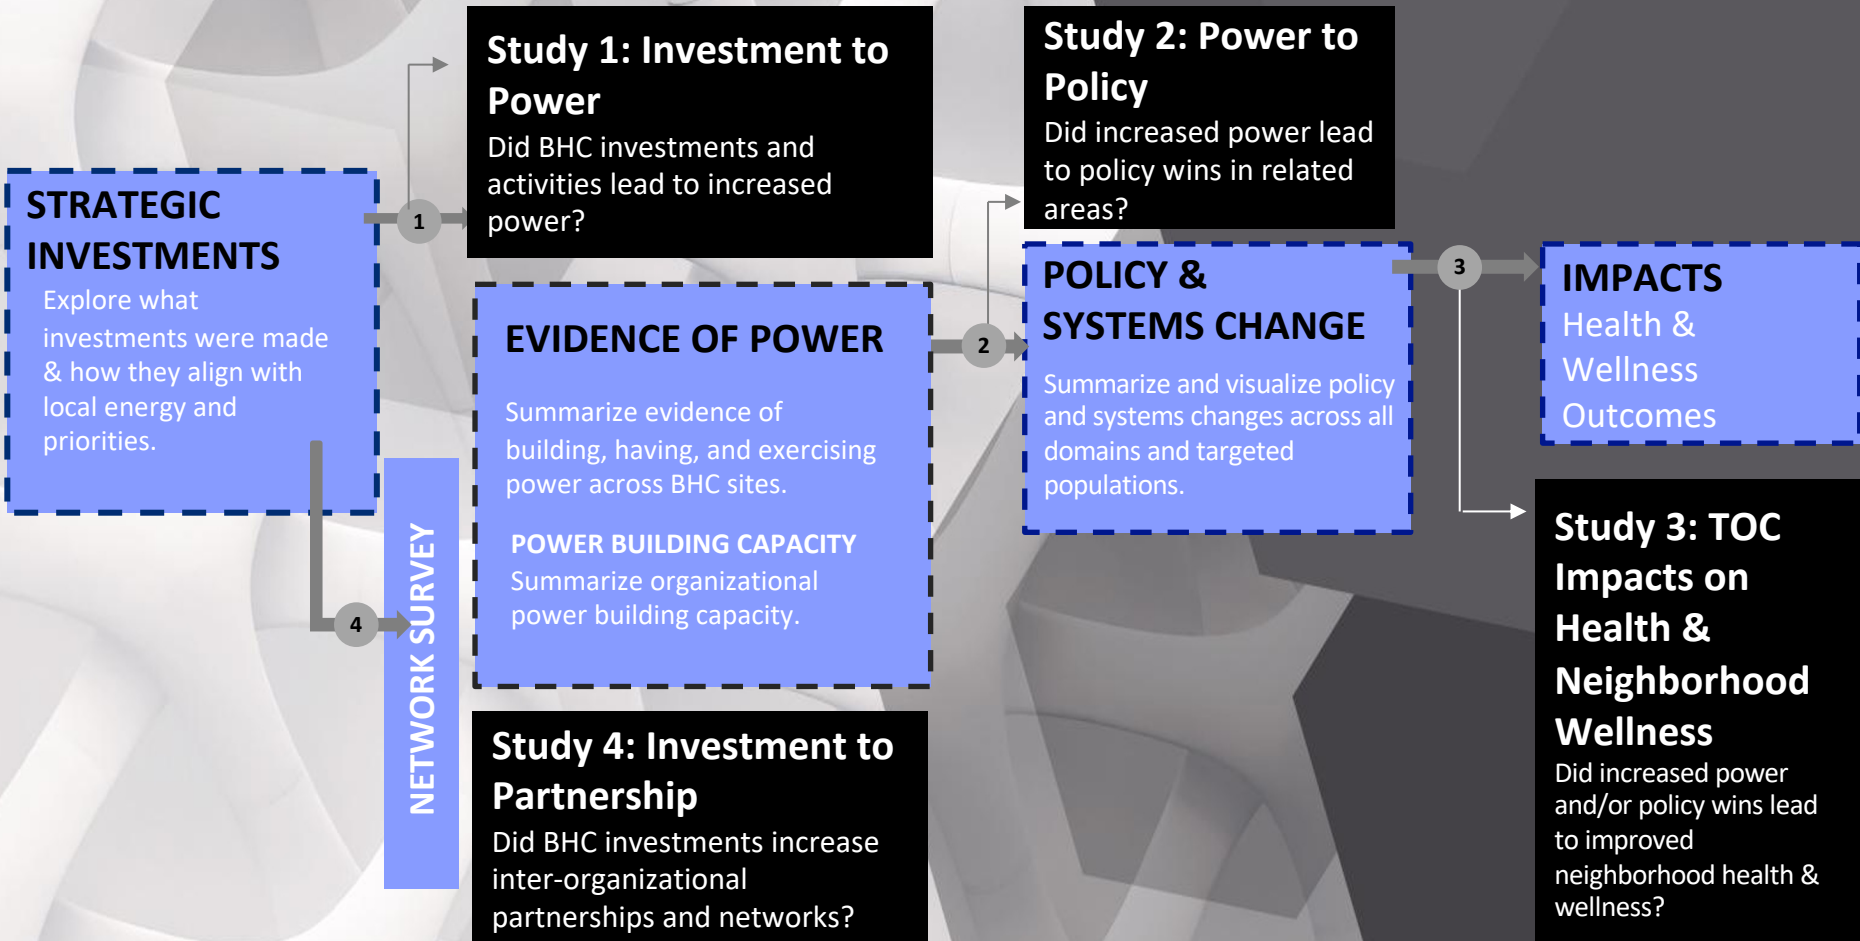 STRATEGIC
INVESTMENTS
Explore what
investments were made
& how they align with
local energy and
priorities.
1
Study 1: Investment to
Power
Did BHC investments and
activities lead to increased
power?
4
NETWORK SURVEY
EVIDENCE OF POWER
Summarize evidence of
building, having, and exercising
power across BHC sites.
POWER BUILDING CAPACITY
Summarize organizational
power building capacity.
Study 4: Investment to
Partnership
Did BHC investments increase
inter-organizational
partnerships and networks?
2
Study 2: Power to
Policy
Did increased power lead
to policy wins in related
areas?
POLICY &
SYSTEMS CHANGE
Summarize and visualize policy
and systems changes across all
domains and targeted
populations.
3
IMPACTS
Health &
Wellness
Outcomes
Study 3: TOC
Impacts on
Health &
Neighborhood
Wellness
Did increased power
and/or policy wins lead
to improved
neighborhood health &
wellness?